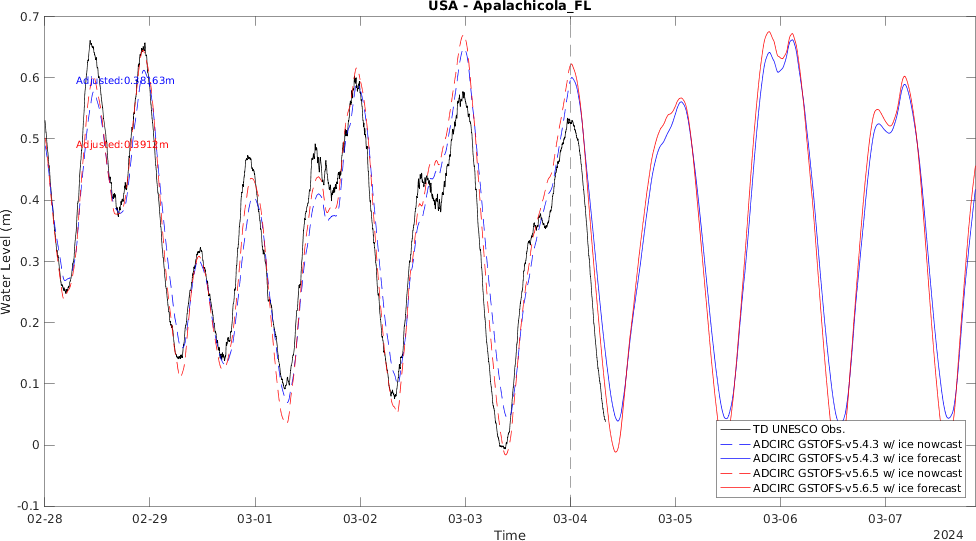 USA - Apalachicola_FL
0.7
0.6
0.5
0.4
0.3
0.2
0.1
0
-0.1
Water Level (m)
Adjusted:0.38163m
Adjusted:0.3912m
TD UNESCO Obs.
ADCIRC GSTOFS-v5.4.3 w/ ice nowcast
ADCIRC GSTOFS-v5.4.3 w/ ice forecast
ADCIRC GSTOFS-v5.6.5 w/ ice nowcast
ADCIRC GSTOFS-v5.6.5 w/ ice forecast
02-28 02-29 03-01 03-02 03-03 03-04 03-05 03-06 03-07
Time
2024